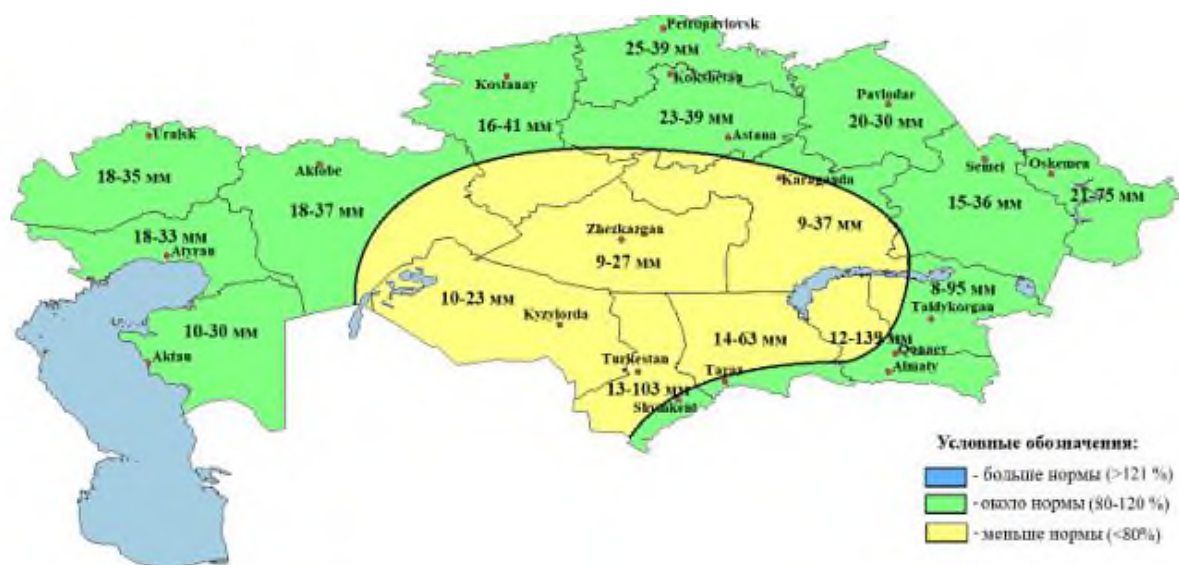 Petropavlovsk
25-39 мм
Kostanay
Kokshetau
Pavlodar
16-41 мм
23-39 мм
20-30 мм
Uralsk
Astana
Semei
Oskemen
Aktobe
Karaganda
18-35 мм
18-37 мм
15-36 мм
21-75 мм
18-33 мм
Zhezkazgan
9-37 мм
Atyrau
9-27 мм
8-95 мм
10-30 мм
10-23 мм
Taldykorgan
Kyzylorda
Aktau
14-63 мм
12-139 мм
Qonaev
Turkestan
Taraz
Almaty
13-103 мм
Shymkent
Условные обозначения:
- больше нормы (>121 %)
- около нормы (80-120 %)
- меньше нормы (<80%)